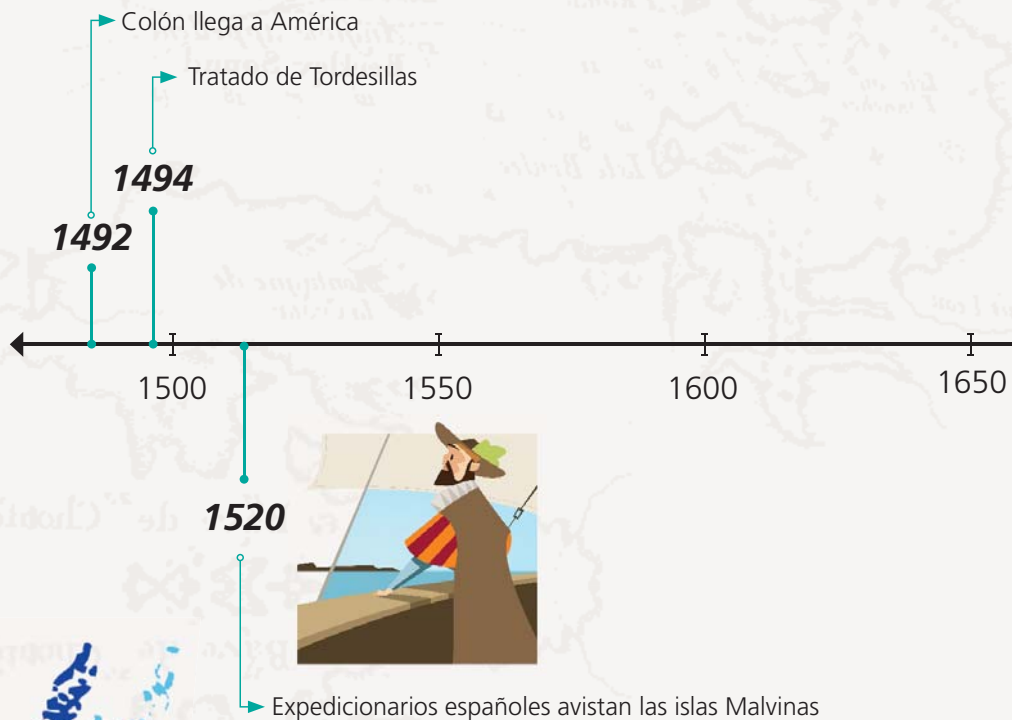 Colón llega a América
Tratado de Tordesillas
1494
1492
1500
1550
1600
1650
1520
Expedicionarios españoles avistan las islas Malvinas